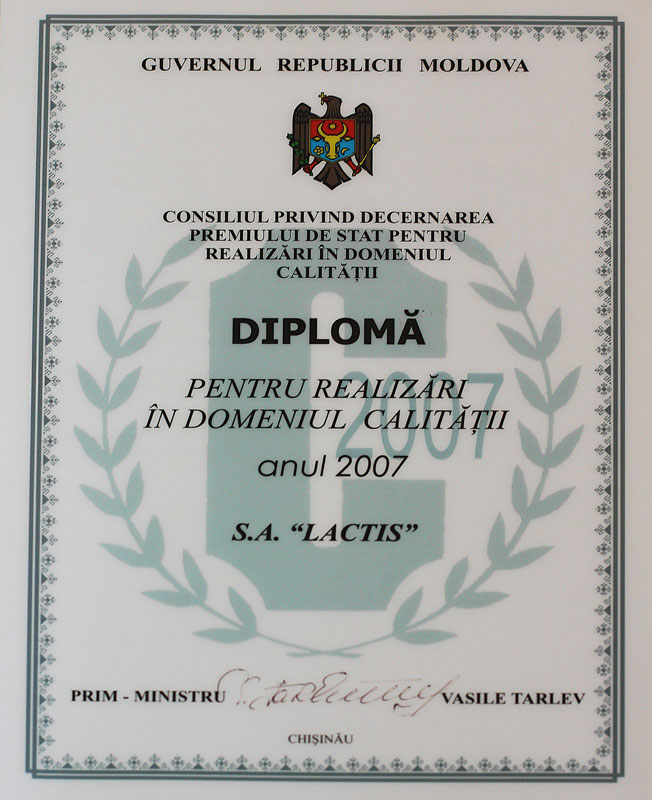 GUVERNUL REPUBLICII MOLDOVA
CONSILIUL PRIVIND DECERNAREA
PREMIULUI DE STAT PENTRU
REALIZĂRI ÎN DOMENIUL
CALITĂȚII
DIPLOMĂ
PENTRU REALIZĂRI
ÎN DOMENIUL CALITĂȚII
2007
anul 2007
S.A. “LACTIS”
PRIM - MINISTRU VASILE TARLEV
CHIȘINĂU